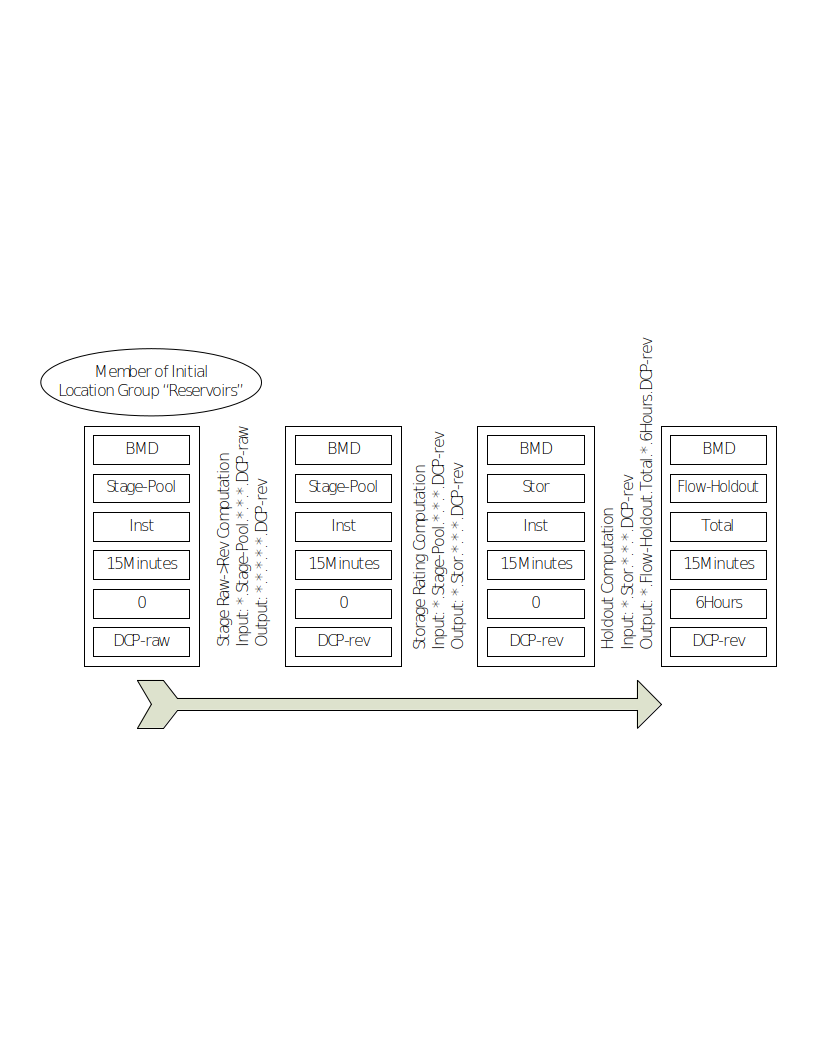 Member of Initial
Location Group “Reservoirs”
BMD
Stage-Pool
Inst
15Minutes
0
DCP-raw
Stage Raw->Rev Computation
Input: *.Stage-Pool.*.*.*.DCP-raw
Output: *.*.*.*.*.DCP-rev
BMD
Stage-Pool
Inst
15Minutes
0
DCP-rev
Storage Rating Computation
Input: *.Stage-Pool.*.*.*.DCP-rev
Output: *.Stor.*.*.*.DCP-rev
BMD
Stor
Inst
15Minutes
0
DCP-rev
Holdout Computation
Input: *.Stor.*.*.*.DCP-rev
Output: *.Flow-Holdout.Total.*.6Hours.DCP-rev
BMD
Flow-Holdout
Total
15Minutes
6Hours
DCP-rev